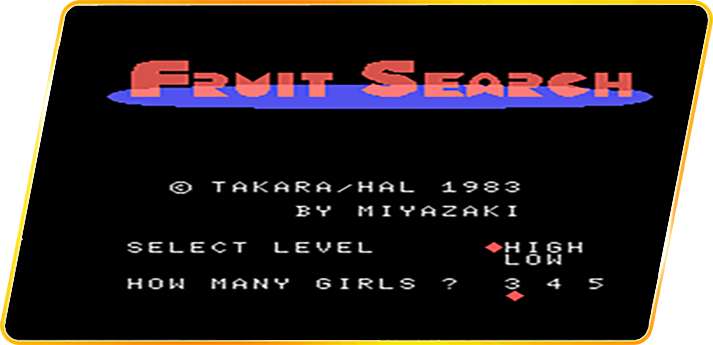 FRUIT SEARCH
© TAKARA/HAL 1983
BY MIYAZAKI
SELECT LEVEL ◆HIGH
LOW
HOW MANY GIRLS ? 3 4 5